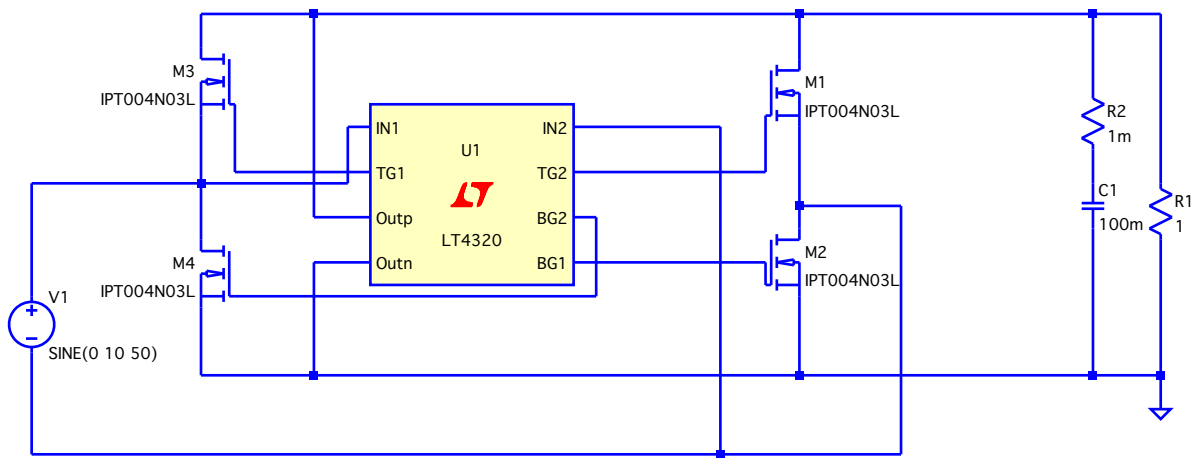 M3
IPT004N03L
M1
IPT004N03L
R2
1m
C1
100m
R1
1
IN1
IN2
U1
TG1
TG2
Outp
BG2
LT4320
Outn
BG1
M4
IPT004N03L
M2
IPT004N03L
V1
SINE(0 10 50)